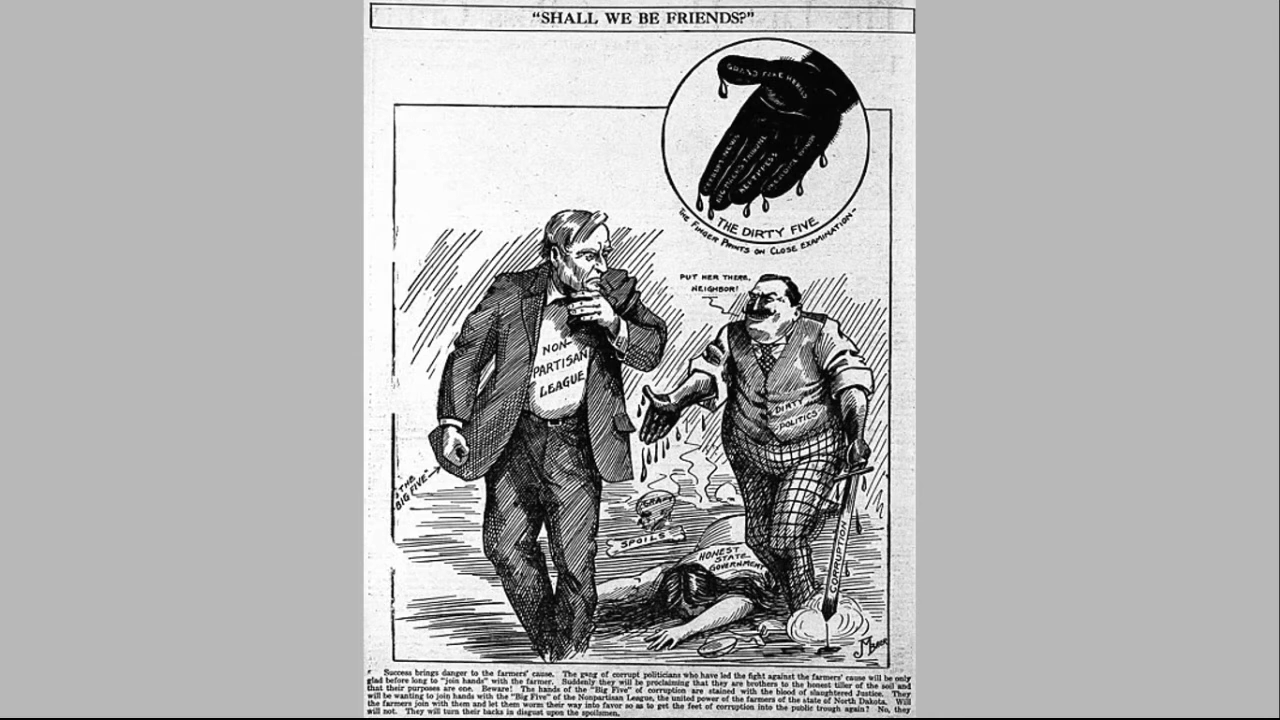 "SHALL WE BE FRIENDS?"
GRAND FORKS HERALD
THE DIRTY FIVE
THE FINGER PRINTS ON CLOSE EXAMINATION~
PUT HER THERE,
NEIGHBOR!
NON-
PARTISAN
LEAGUE
DIRTY
POLITICS
"THE
BIG FIVE"
GRAFT
SPOILS
HONEST
STATE
GOVERNMENT
CORRUPTION
Success brings danger to the farmers' cause. The gang of corrupt politicians who have led the fight against the farmers' cause will be only
glad before long to "join hands" with the farmer. Suddenly they will be proclaiming that they are brothers to the honest tiller of the soil and
that their purposes are one. Beware! The hands of the "Big Five" of corruption are stained with the blood of slaughtered Justice. They
will be wanting to join hands with the "Big Five" of the Nonpartisan League, the united power of the farmers of the state of North Dakota. Will
the farmers join with them and let them worm their way into favor so as to get the feet of corruption into the public trough again? No, they
will not. They will turn their backs in disgust upon the spoilsmen.